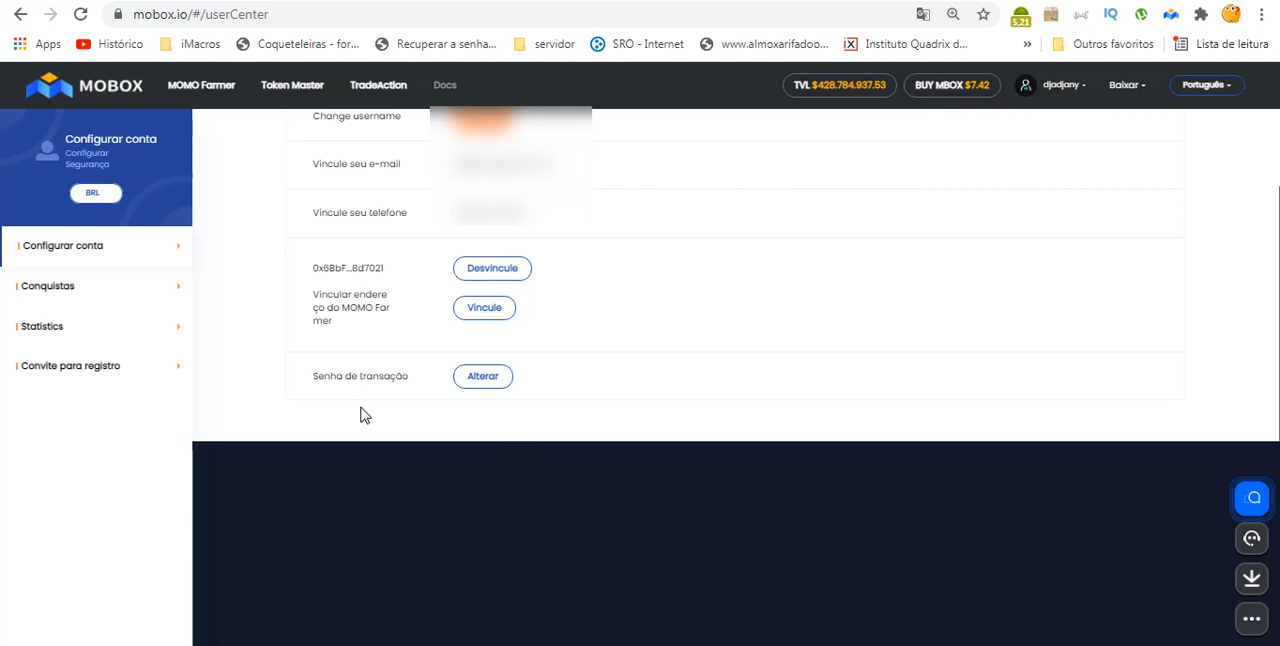 mobox.io/#/userCenter
5,21
IQ
Apps
Histórico
iMacros
Coqueteleiras - for...
Recuperar a senha...
servidor
SRO - Internet
www.almoxarifadoo...
Instituto Quadrix d...
»
Outros favoritos
Lista de leitura
MOBOX
MOMO Farmer
Token Master
TradeAction
Docs
TVL $428.784.937.53
BUY MBOX $7.42
djadjany
Baixar
Português
Configurar conta
Configurar
Segurança
BRL
Configurar conta
Conquistas
Statistics
Convite para registro
Change username
Vincule seu e-mail
Vincule seu telefone
0x6BbF...8d7021
Desvincule
Vincular endere
ço do MOMO Far
mer
Vincule
Senha de transação
Alterar